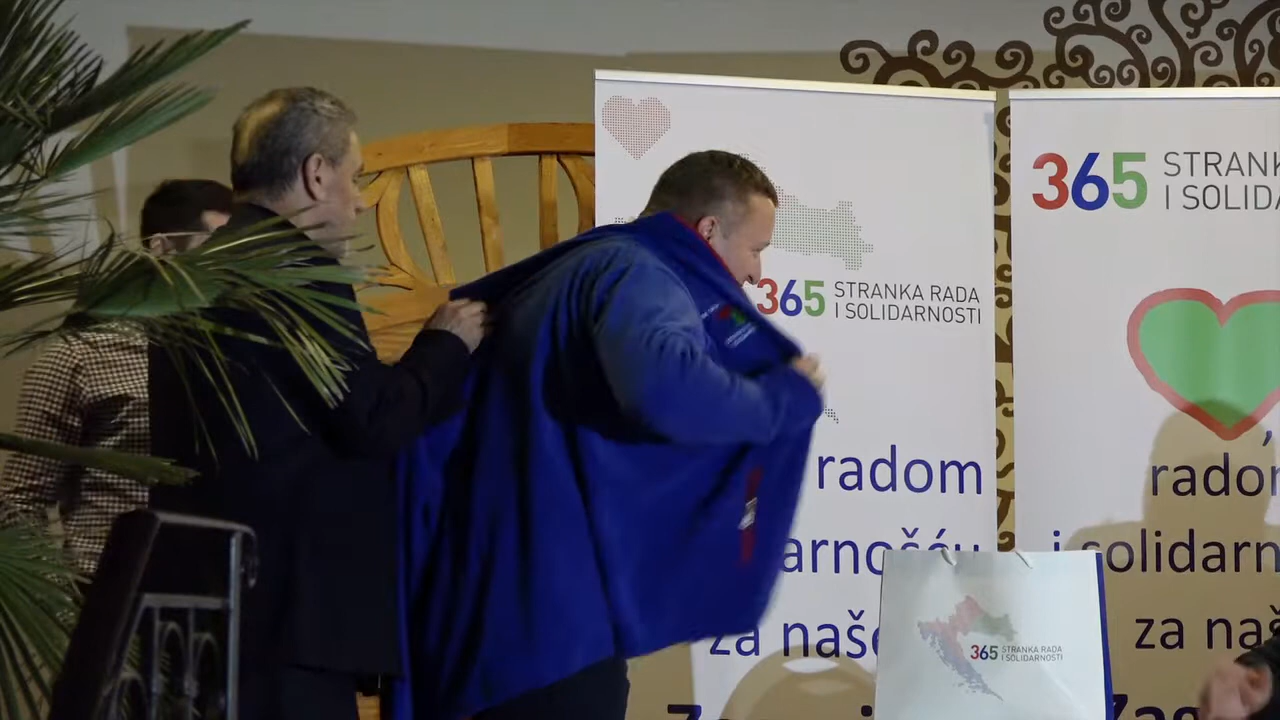 365 STRANKA RADA
I SOLIDARNOSTI
radom
za naše
365 STRANK
I SOLIDA
radom
i solidarn
za naš
365 STRANKA RADA
I SOLIDARNOSTI